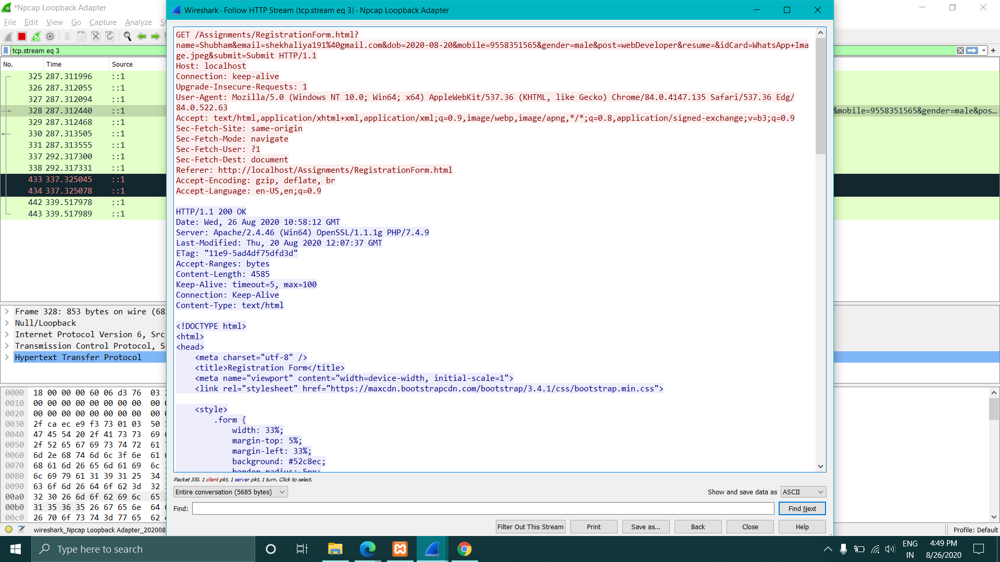 *Npcap Loopback Adapter
File Edit View Go Capture Analyze
tcp.stream eq 3
No. Time Source
325 287.311996 ::1
326 287.312055 ::1
327 287.312094 ::1
328 287.312440 ::1
329 287.312468 ::1
330 287.313505 ::1
331 287.313555 ::1
337 292.317300 ::1
338 292.317331 ::1
433 337.325045 ::1
434 337.325078 ::1
442 339.517978 ::1
443 339.517989 ::1
&mobile=9558351565&gender=male&pos...
Frame 328: 853 bytes on wire (68
Null/Loopback
Internet Protocol Version 6, Src
Transmission Control Protocol, S
Hypertext Transfer Protocol
0000 18 00 00 00 60 06 d3 76 03
0010 00 00 00 00 00 00 00 00 00
0020 00 00 00 00 00 00 00 00 00
0030 2f ca ec e9 f3 73 01 03 50
0040 47 45 54 20 2f 41 73 73 69
0050 2f 52 65 67 69 73 74 72 61
0060 6d 2e 68 74 6d 6c 3f 6e 61
0070 68 61 6d 26 65 6d 61 69 6c
0080 6c 69 79 61 31 39 31 25 34
0090 63 6f 6d 26 64 6f 62 3d 32
00a0 32 30 26 6d 6f 62 69 6c 65
00b0 31 35 36 35 26 67 65 6e 64
00c0 26 70 6f 73 74 3d 77 65 62
wireshark_Npcap Loopback Adapter_202008
Profile: Default
Wireshark · Follow HTTP Stream (tcp.stream eq 3) · Npcap Loopback Adapter
GET /Assignments/RegistrationForm.html?
name=Shubham&email=shekhaliya191%40gmail.com&dob=2020-08-20&mobile=9558351565&gender=male&post=webDeveloper&resume=&idCard=WhatsApp+Ima
ge.jpeg&submit=Submit HTTP/1.1
Host: localhost
Connection: keep-alive
Upgrade-Insecure-Requests: 1
User-Agent: Mozilla/5.0 (Windows NT 10.0; Win64; x64) AppleWebKit/537.36 (KHTML, like Gecko) Chrome/84.0.4147.135 Safari/537.36 Edg/
84.0.522.63
Accept: text/html,application/xhtml+xml,application/xml;q=0.9,image/webp,image/apng,*/*;q=0.8,application/signed-exchange;v=b3;q=0.9
Sec-Fetch-Site: same-origin
Sec-Fetch-Mode: navigate
Sec-Fetch-User: ?1
Sec-Fetch-Dest: document
Referer: http://localhost/Assignments/RegistrationForm.html
Accept-Encoding: gzip, deflate, br
Accept-Language: en-US,en;q=0.9
HTTP/1.1 200 OK
Date: Wed, 26 Aug 2020 10:58:12 GMT
Server: Apache/2.4.46 (Win64) OpenSSL/1.1.1g PHP/7.4.9
Last-Modified: Thu, 20 Aug 2020 12:07:37 GMT
ETag: "11e9-5ad4df75dfd3d"
Accept-Ranges: bytes
Content-Length: 4585
Keep-Alive: timeout=5, max=100
Connection: Keep-Alive
Content-Type: text/html
<!DOCTYPE html>
<html>
<head>
<meta charset="utf-8" />
<title>Registration Form</title>
<meta name="viewport" content="width=device-width, initial-scale=1">
<link rel="stylesheet" href="https://maxcdn.bootstrapcdn.com/bootstrap/3.4.1/css/bootstrap.min.css">
<style>
.form {
width: 33%;
margin-top: 5%;
margin-left: 33%;
background: #52c8ec;
border-radius: 5px;
Packet 330. 1 client pkt, 1 server pkt, 1 turn. Click to select.
Entire conversation (5685 bytes) Show and save data as ASCII
Find: Find Next
Filter Out This Stream Print Save as... Back Close Help
Type here to search
ENG
IN
4:49 PM
8/26/2020